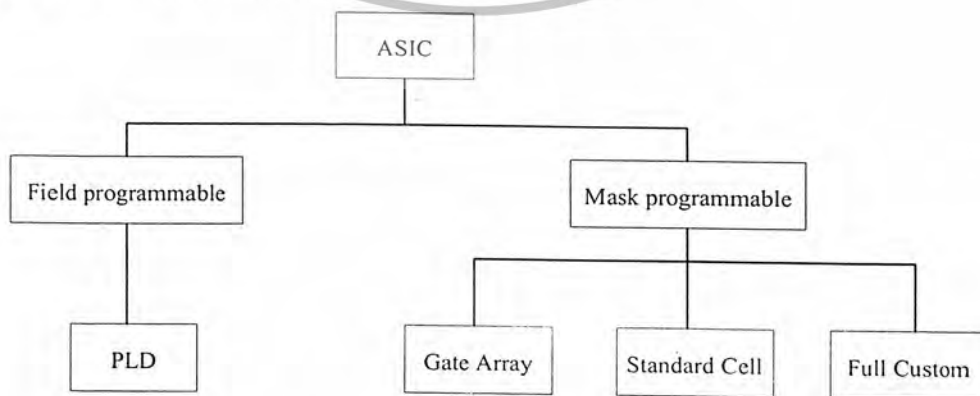 ASIC
Field programmable
Mask programmable
PLD
Gate Array
Standard Cell
Full Custom